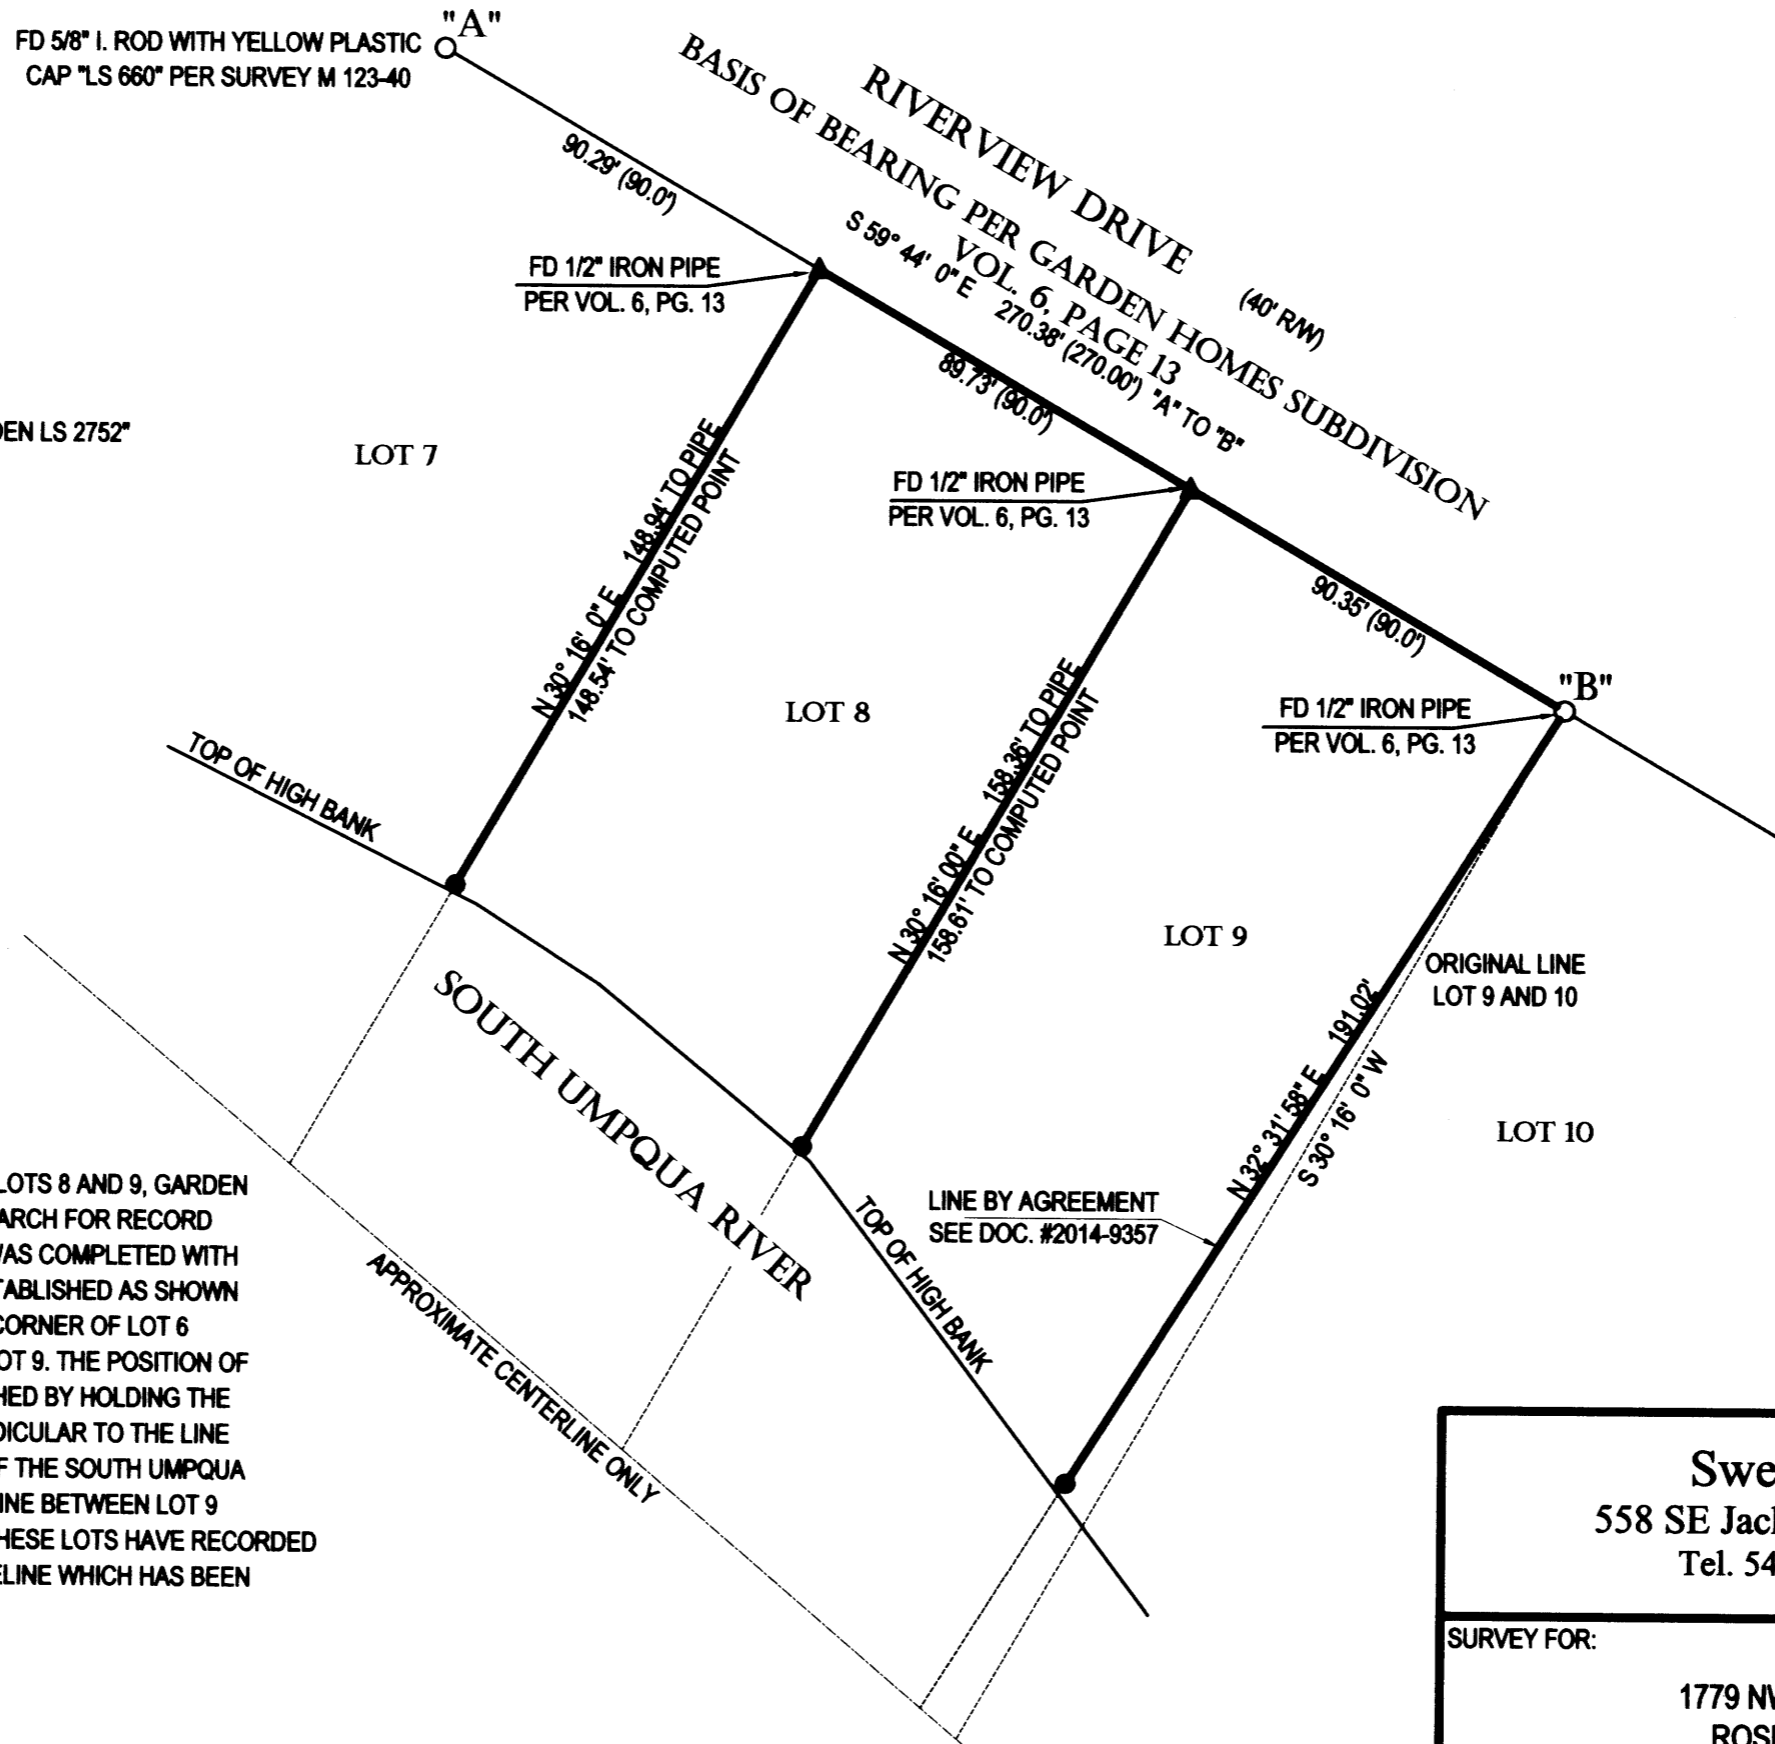 "A"
FD 5/8" I. ROD WITH YELLOW PLASTIC
CAP "LS 660" PER SURVEY M 123-40
RIVERVIEW DRIVE
(40' R/W)
BASIS OF BEARING PER GARDEN HOMES SUBDIVISION
VOL. 6, PAGE 13
S 59° 44' 0" E 270.38' (270.00') "A" TO "B"
90.29' (90.0')
FD 1/2" IRON PIPE
PER VOL. 6, PG. 13
89.73' (90.0')
LS 2752"
LOT 7
148.94' TO PIPE
N 30° 16' 0" E
148.54' TO COMPUTED POINT
FD 1/2" IRON PIPE
PER VOL. 6, PG. 13
90.35' (90.0')
"B"
FD 1/2" IRON PIPE
PER VOL. 6, PG. 13
LOT 8
N 30° 16' 00" E 158.36' TO PIPE
158.61' TO COMPUTED POINT
TOP OF HIGH BANK
LOT 9
ORIGINAL LINE
LOT 9 AND 10
N 32° 31' 58" E 191.02'
S 30° 16' 0" W
LOT 10
SOUTH UMPQUA RIVER
LINE BY AGREEMENT
SEE DOC. #2014-9357
TOP OF HIGH BANK
APPROXIMATE CENTERLINE ONLY
LOTS 8 AND 9, GARDEN
ARCH FOR RECORD
WAS COMPLETED WITH
TABLISHED AS SHOWN
CORNER OF LOT 6
OT 9. THE POSITION OF
HED BY HOLDING THE
DICULAR TO THE LINE
F THE SOUTH UMPQUA
INE BETWEEN LOT 9
HESE LOTS HAVE RECORDED
ELINE WHICH HAS BEEN
Swe
558 SE Jac
Tel. 54
SURVEY FOR:
1779 NW
ROS